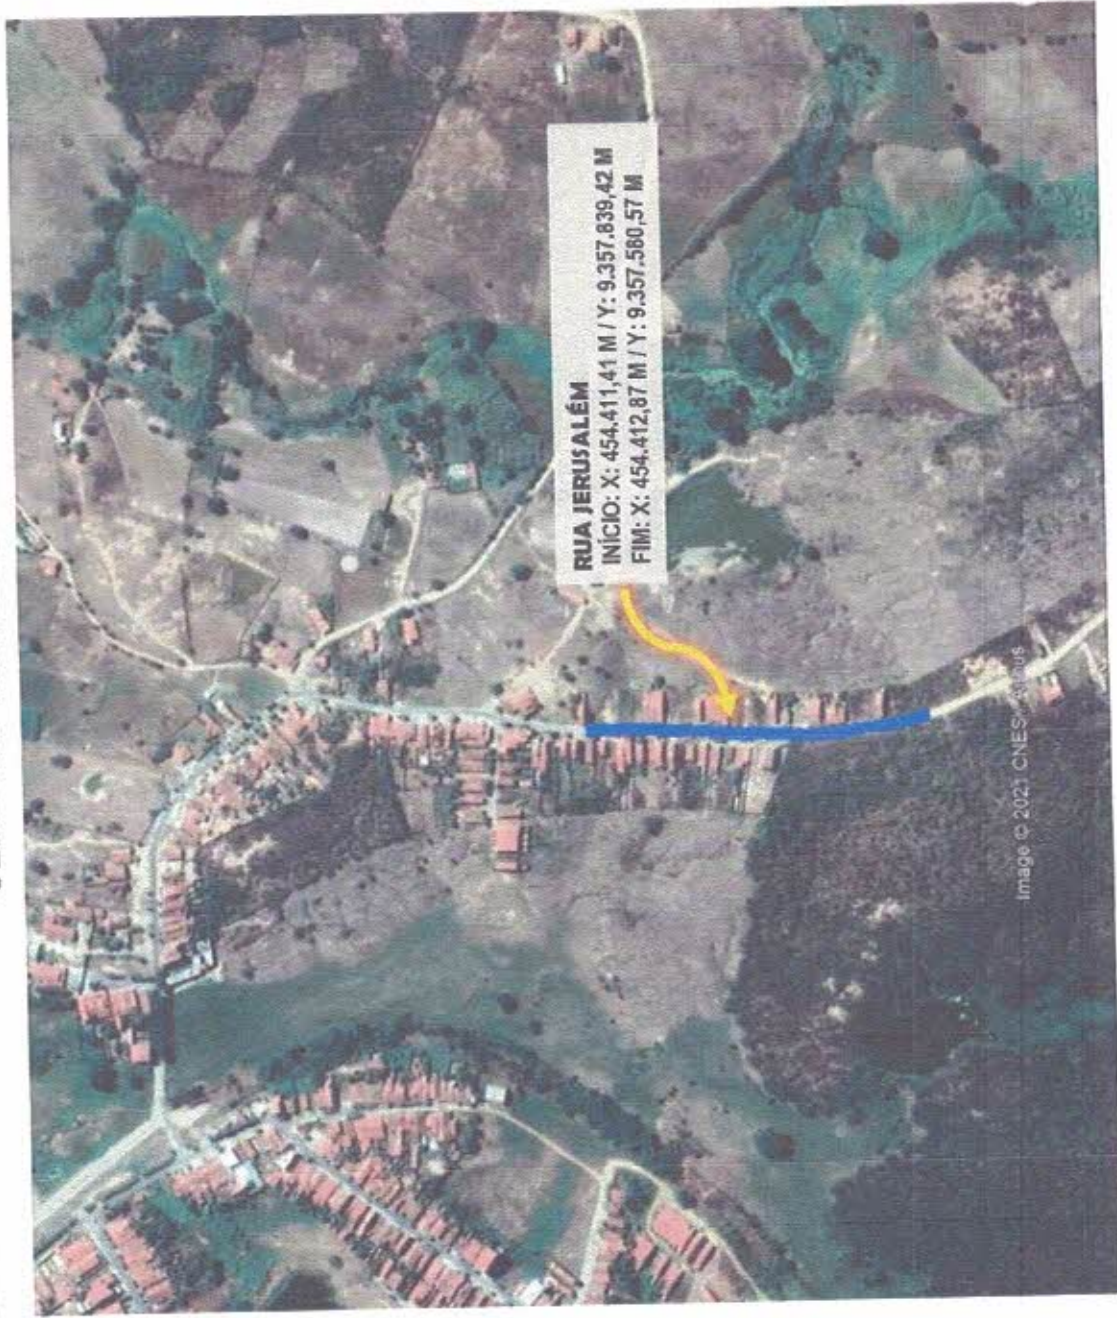 RUA JERUSALÉM
INÍCIO: X: 454.411,41 M / Y: 9.357.839,42 M
FIM: X: 454.412,87 M / Y: 9.357.580,57 M
Image © 2021 CNES